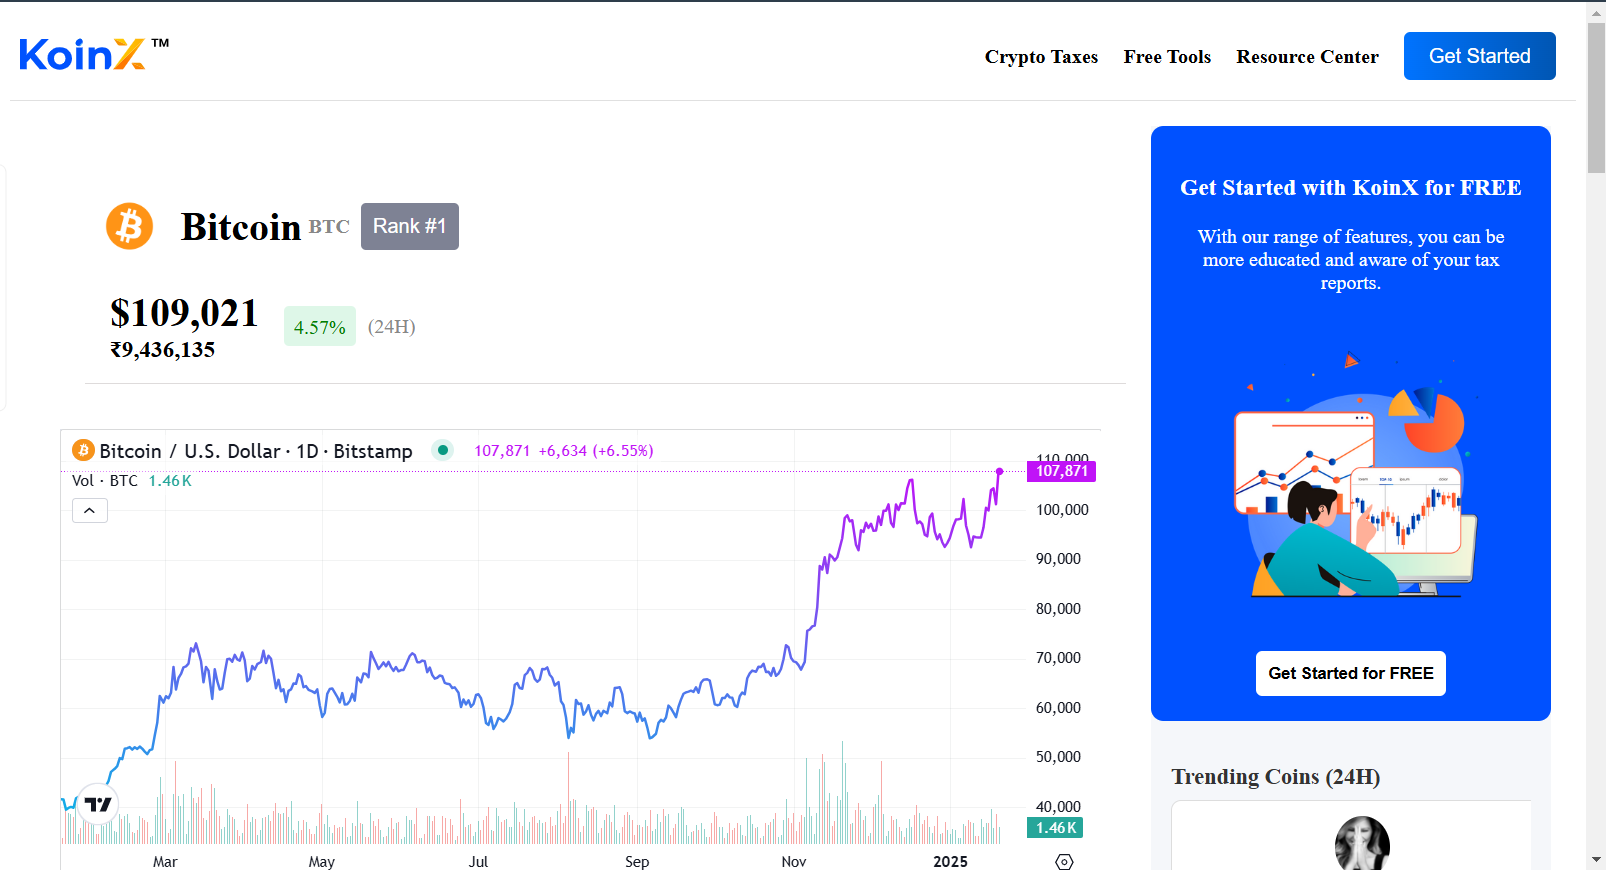 KoinX ™
Crypto Taxes
Free Tools
Resource Center
Get Started
Bitcoin BTC Rank #1
$109,021
4.57% (24H)
₹9,436,135
Bitcoin / U.S. Dollar · 1D · Bitstamp 107,871 +6,634 (+6.55%)
Vol · BTC 1.46 K
110,000
107,871
100,000
90,000
80,000
70,000
60,000
50,000
40,000
1.46 K
Mar May Jul Sep Nov 2025
Get Started with KoinX for FREE
With our range of features, you can be
more educated and aware of your tax
reports.
Get Started for FREE
Trending Coins (24H)